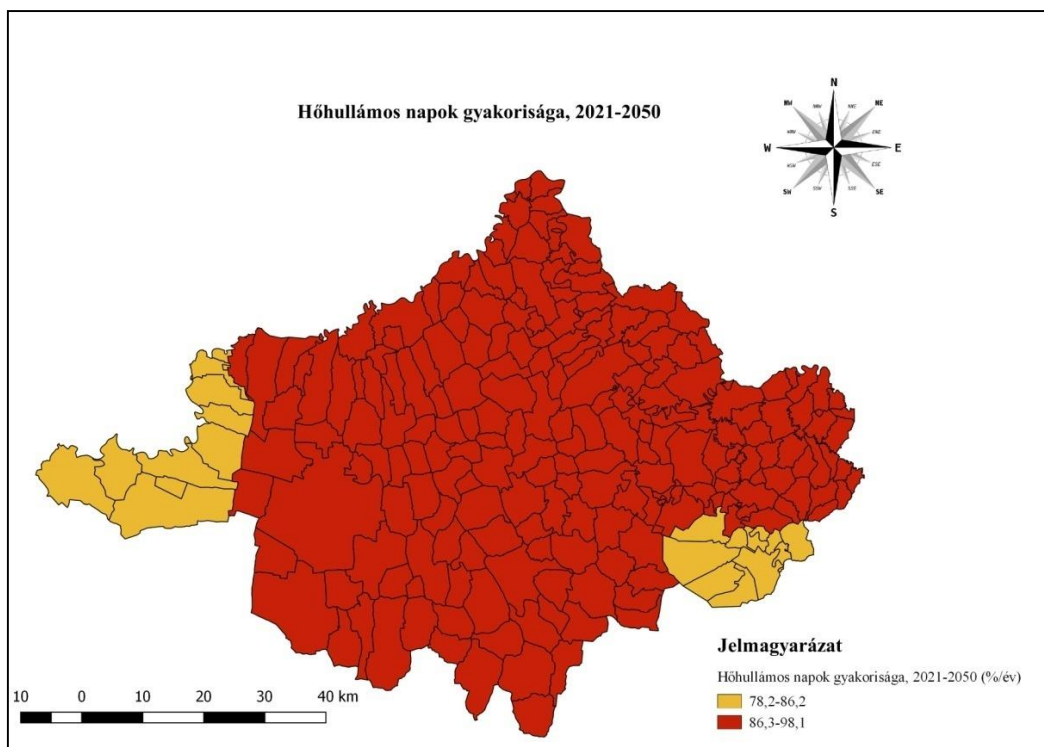 Hőhullámos napok gyakorisága, 2021-2050
N
NW
NE
W
E
SW
SE
S
Jelmagyarázat
Hőhullámos napok gyakorisága, 2021-2050 (%/év)
78,2-86,2
86,3-98,1
10 0 10 20 30 40 km